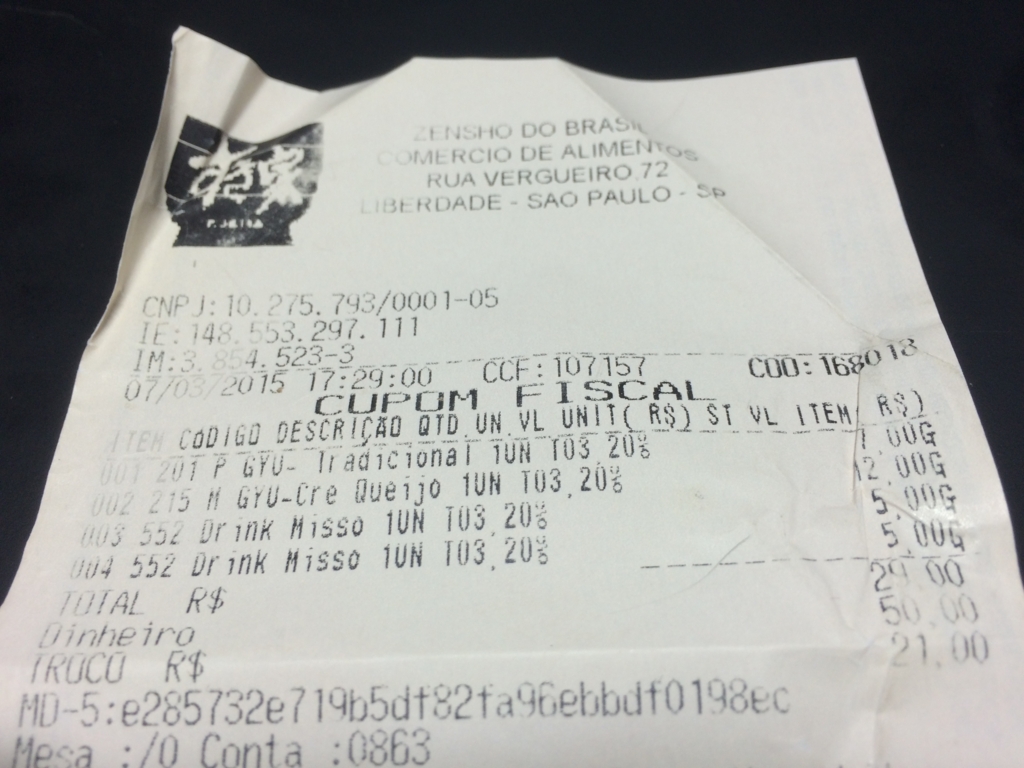 ZENSHO DO BRASIL
COMERCIO DE ALIMENTOS
RUA VERGUEIRO,72
LIBERDADE - SAO PAULO - SP
CNPJ:10.275.793/0001-05
IE:148.553.297.111
IM:3.854.523-3
07/03/2015 17:29:00 CCF:107157 COO:168018
CUPOM FISCAL
ITEM CÓDIGO DESCRIÇÃO QTD.UN.VL UNIT( R$) ST VL ITEM( R$)
001 201 P GYU- Tradicional 1UN T03,20% 7,00G
002 215 M GYU-Cre Queijo 1UN T03,20% 12,00G
003 552 Drink Misso 1UN T03,20% 5,00G
004 552 Drink Misso 1UN T03,20% 5,00G
TOTAL R$ 29,00
Dinheiro 50,00
TROCO R$ 21,00
MD-5:e285732e719b5df82fa96ebbdf0198ec
Mesa :/0 Conta :0863